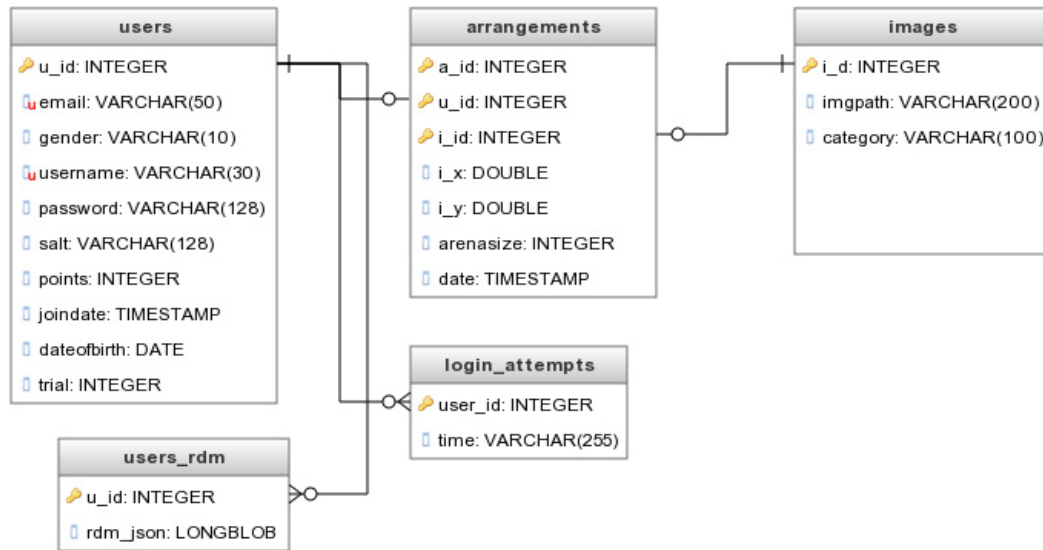 users
u_id: INTEGER
email: VARCHAR(50)
gender: VARCHAR(10)
username: VARCHAR(30)
password: VARCHAR(128)
salt: VARCHAR(128)
points: INTEGER
joindate: TIMESTAMP
dateofbirth: DATE
trial: INTEGER
arrangements
a_id: INTEGER
u_id: INTEGER
i_id: INTEGER
i_x: DOUBLE
i_y: DOUBLE
arenasize: INTEGER
date: TIMESTAMP
images
i_d: INTEGER
imgpath: VARCHAR(200)
category: VARCHAR(100)
login_attempts
user_id: INTEGER
time: VARCHAR(255)
users_rdm
u_id: INTEGER
rdm_json: LONGBLOB